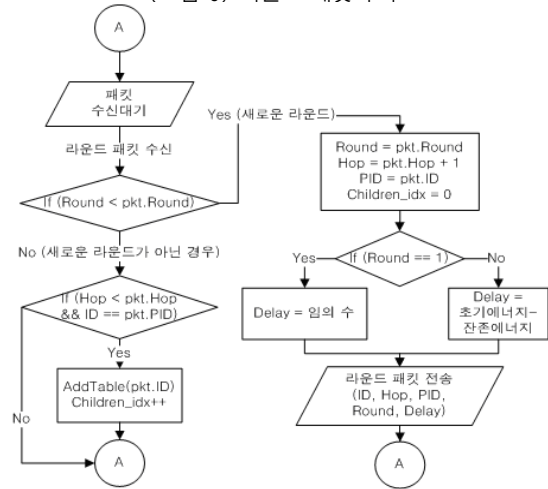 A
패킷
수신대기
라운드 패킷 수신
If (Round < pkt.Round)
Yes (새로운 라운드)
No (새로운 라운드가 아닌 경우)
If (Hop < pkt.Hop
&& ID == pkt.PID)
Yes
No
AddTable(pkt.ID)
Children_idx++
A
Round = pkt.Round
Hop = pkt.Hop + 1
PID = pkt.ID
Children_idx = 0
If (Round == 1)
Yes
No
Delay = 임의 수
Delay =
초기에너지-
잔존에너지
라운드 패킷 전송
(ID, Hop, PID,
Round, Delay)
A